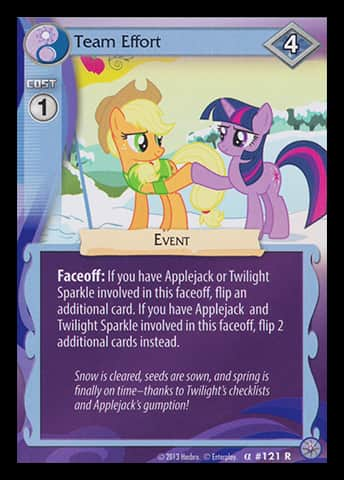 Team Effort
4
COST
1
EVENT
Faceoff: If you have Applejack or Twilight
Sparkle involved in this faceoff, flip an
additional card. If you have Applejack and
Twilight Sparkle involved in this faceoff, flip 2
additional cards instead.
Snow is cleared, seeds are sown, and spring is
finally on time–thanks to Twilight's checklists
and Applejack's gumption!
© 2013 Hasbro. © Enterplay. α #121 R